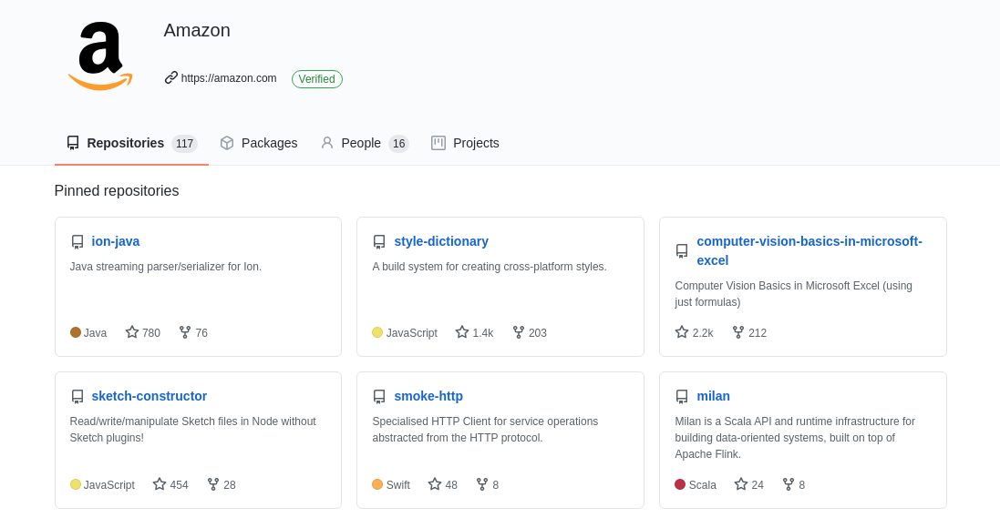 Amazon
https://amazon.com Verified
Repositories 117 Packages People 16 Projects
Pinned repositories
ion-java
Java streaming parser/serializer for Ion.
Java 780 76
style-dictionary
A build system for creating cross-platform styles.
JavaScript 1.4k 203
computer-vision-basics-in-microsoft-
excel
Computer Vision Basics in Microsoft Excel (using
just formulas)
2.2k 212
sketch-constructor
Read/write/manipulate Sketch files in Node without
Sketch plugins!
JavaScript 454 28
smoke-http
Specialised HTTP Client for service operations
abstracted from the HTTP protocol.
Swift 48 8
milan
Milan is a Scala API and runtime infrastructure for
building data-oriented systems, built on top of
Apache Flink.
Scala 24 8